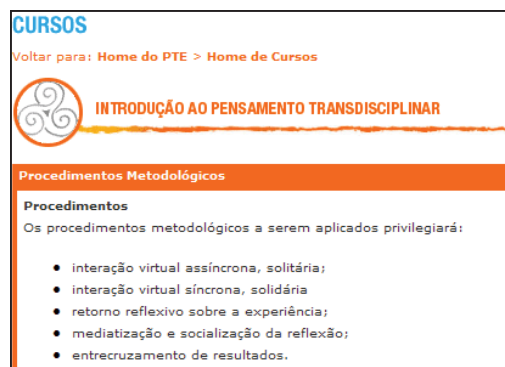 CURSOS
Voltar para: Home do PTE > Home de Cursos
INTRODUÇÃO AO PENSAMENTO TRANSDISCIPLINAR
Procedimentos Metodológicos
Procedimentos
Os procedimentos metodológicos a serem aplicados privilegiará:
• interação virtual assíncrona, solitária;
• interação virtual síncrona, solidária
• retorno reflexivo sobre a experiência;
• mediatização e socialização da reflexão;
• entrecruzamento de resultados.